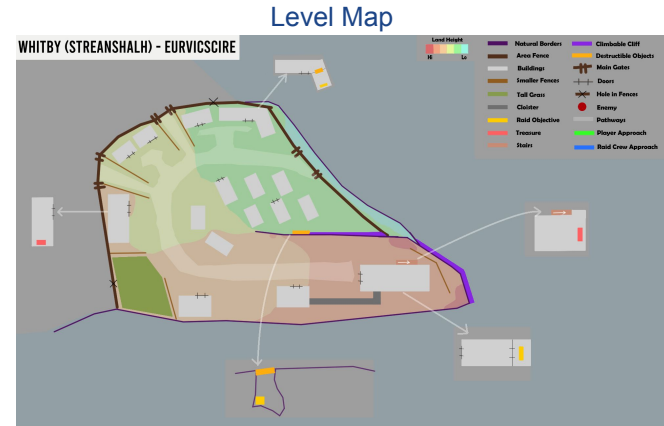 Level Map
WHITBY (STREANSHALH) - EURVICSCIRE
Land Height
Hi Lo
Natural Borders
Area Fence
Buildings
Smaller Fences
Tall Grass
Cloister
Raid Objective
Treasure
Stairs
Climbable Cliff
Destructible Objects
Main Gates
Doors
Hole in Fences
Enemy
Pathways
Player Approach
Raid Crew Approach